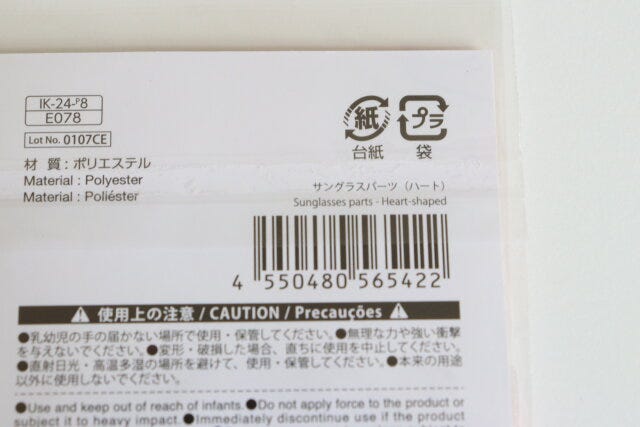 IK-24-P8
E078
Lot No. 0107CE
紙
プラ
台紙
袋
材 質：ポリエステル
Material : Polyester
Material : Poliéster
サングラスパーツ（ハート）
Sunglasses parts - Heart-shaped
4 550480 565422
使用上の注意 / CAUTION / Precauções
●乳幼児の手の届かない場所で使用・保管してください。●無理な力や強い衝撃
を与えないでください。●変形・破損した場合、直ちに使用を中止してください。
●直射日光・高温多湿の場所を避けて、使用・保管してください。●本来の用途
以外に使用しないでください。
●Use and keep out of reach of infants. ●Do not apply force to the product or
subject it to heavy impact. ●Immediately discontinue use if the product